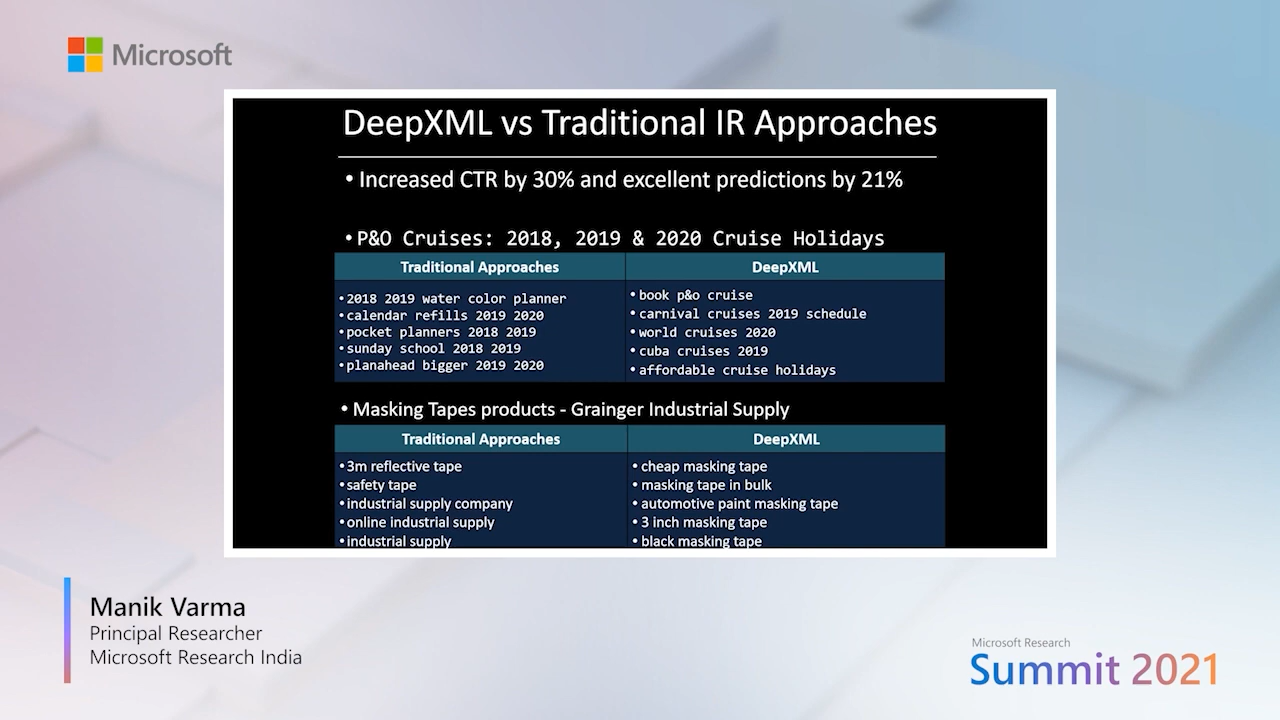 Microsoft
DeepXML vs Traditional IR Approaches
• Increased CTR by 30% and excellent predictions by 21%
• P&O Cruises: 2018, 2019 & 2020 Cruise Holidays
Traditional Approaches
• 2018 2019 water color planner
• calendar refills 2019 2020
• pocket planners 2018 2019
• sunday school 2018 2019
• planahead bigger 2019 2020
DeepXML
• book p&o cruise
• carnival cruises 2019 schedule
• world cruises 2020
• cuba cruises 2019
• affordable cruise holidays
• Masking Tapes products - Grainger Industrial Supply
Traditional Approaches
• 3m reflective tape
• safety tape
• industrial supply company
• online industrial supply
• industrial supply
DeepXML
• cheap masking tape
• masking tape in bulk
• automotive paint masking tape
• 3 inch masking tape
• black masking tape
Manik Varma
Principal Researcher
Microsoft Research India
Microsoft Research
Summit 2021